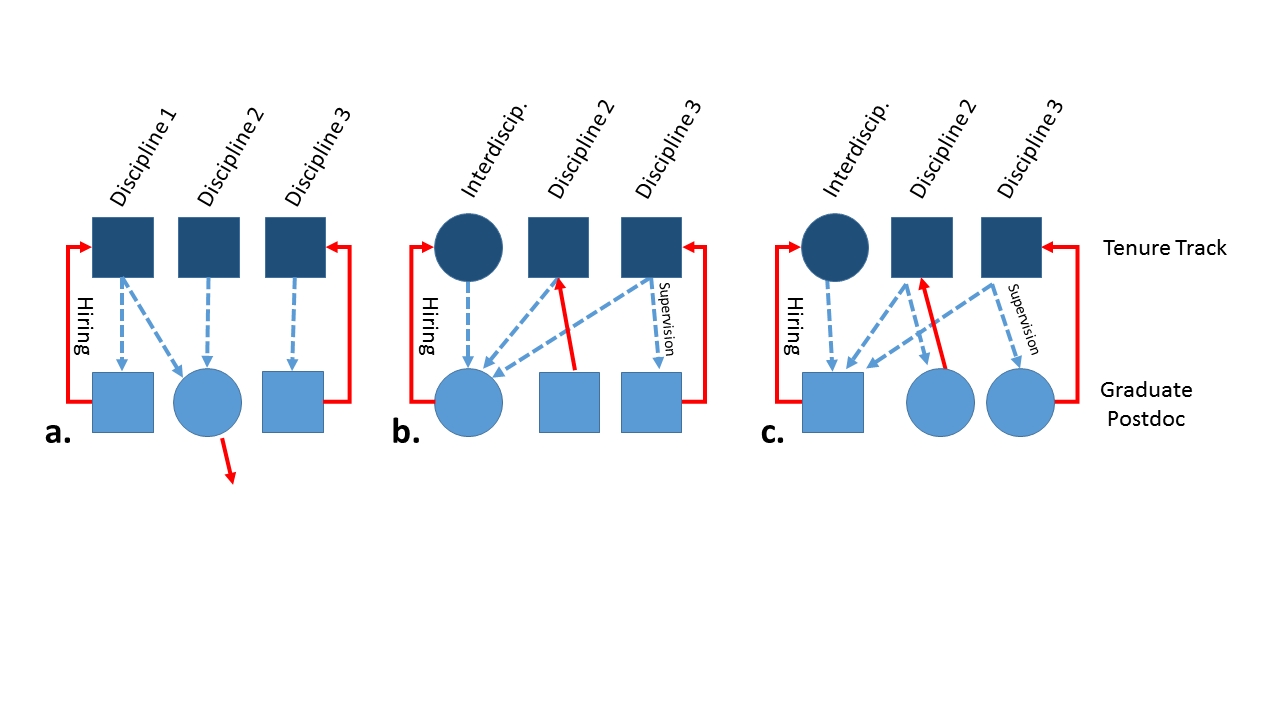 Discipline 1
Discipline 2
Discipline 3
Hiring
a.
Interdiscip.
Discipline 2
Discipline 3
Hiring
Supervision
b.
Interdiscip.
Discipline 2
Discipline 3
Hiring
Supervision
c.
Tenure Track
Graduate
Postdoc